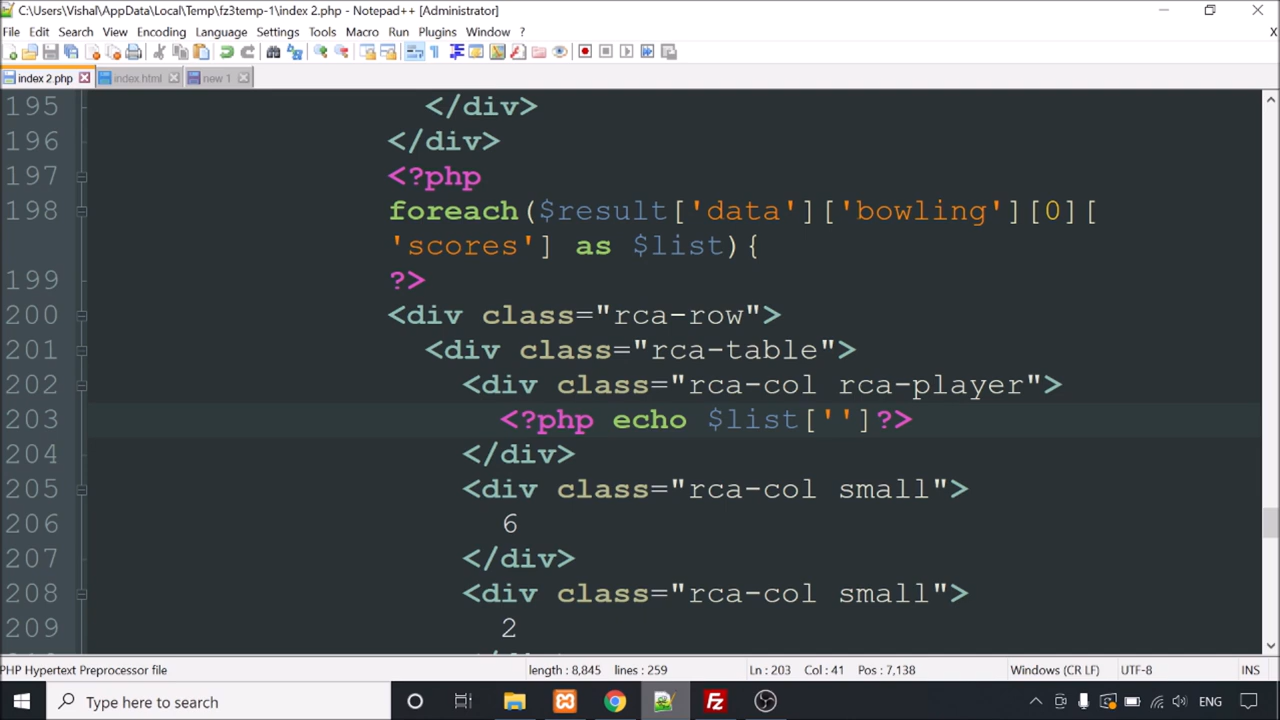 C:\Users\Vishal\AppData\Local\Temp\fz3temp-1\index 2.php - Notepad++ [Administrator]
File Edit Search View Encoding Language Settings Tools Macro Run Plugins Window ? X
index 2.php index.html new 1
195 </div>
196 </div>
197 <?php
198 foreach($result['data']['bowling'][0][
'scores'] as $list){
199 ?>
200 <div class="rca-row">
201 <div class="rca-table">
202 <div class="rca-col rca-player">
203 <?php echo $list['']?>
204 </div>
205 <div class="rca-col small">
206 6
207 </div>
208 <div class="rca-col small">
209 2
PHP Hypertext Preprocessor file length : 8,845 lines : 259 Ln : 203 Col : 41 Pos : 7,138 Windows (CR LF) UTF-8 INS
Type here to search ENG